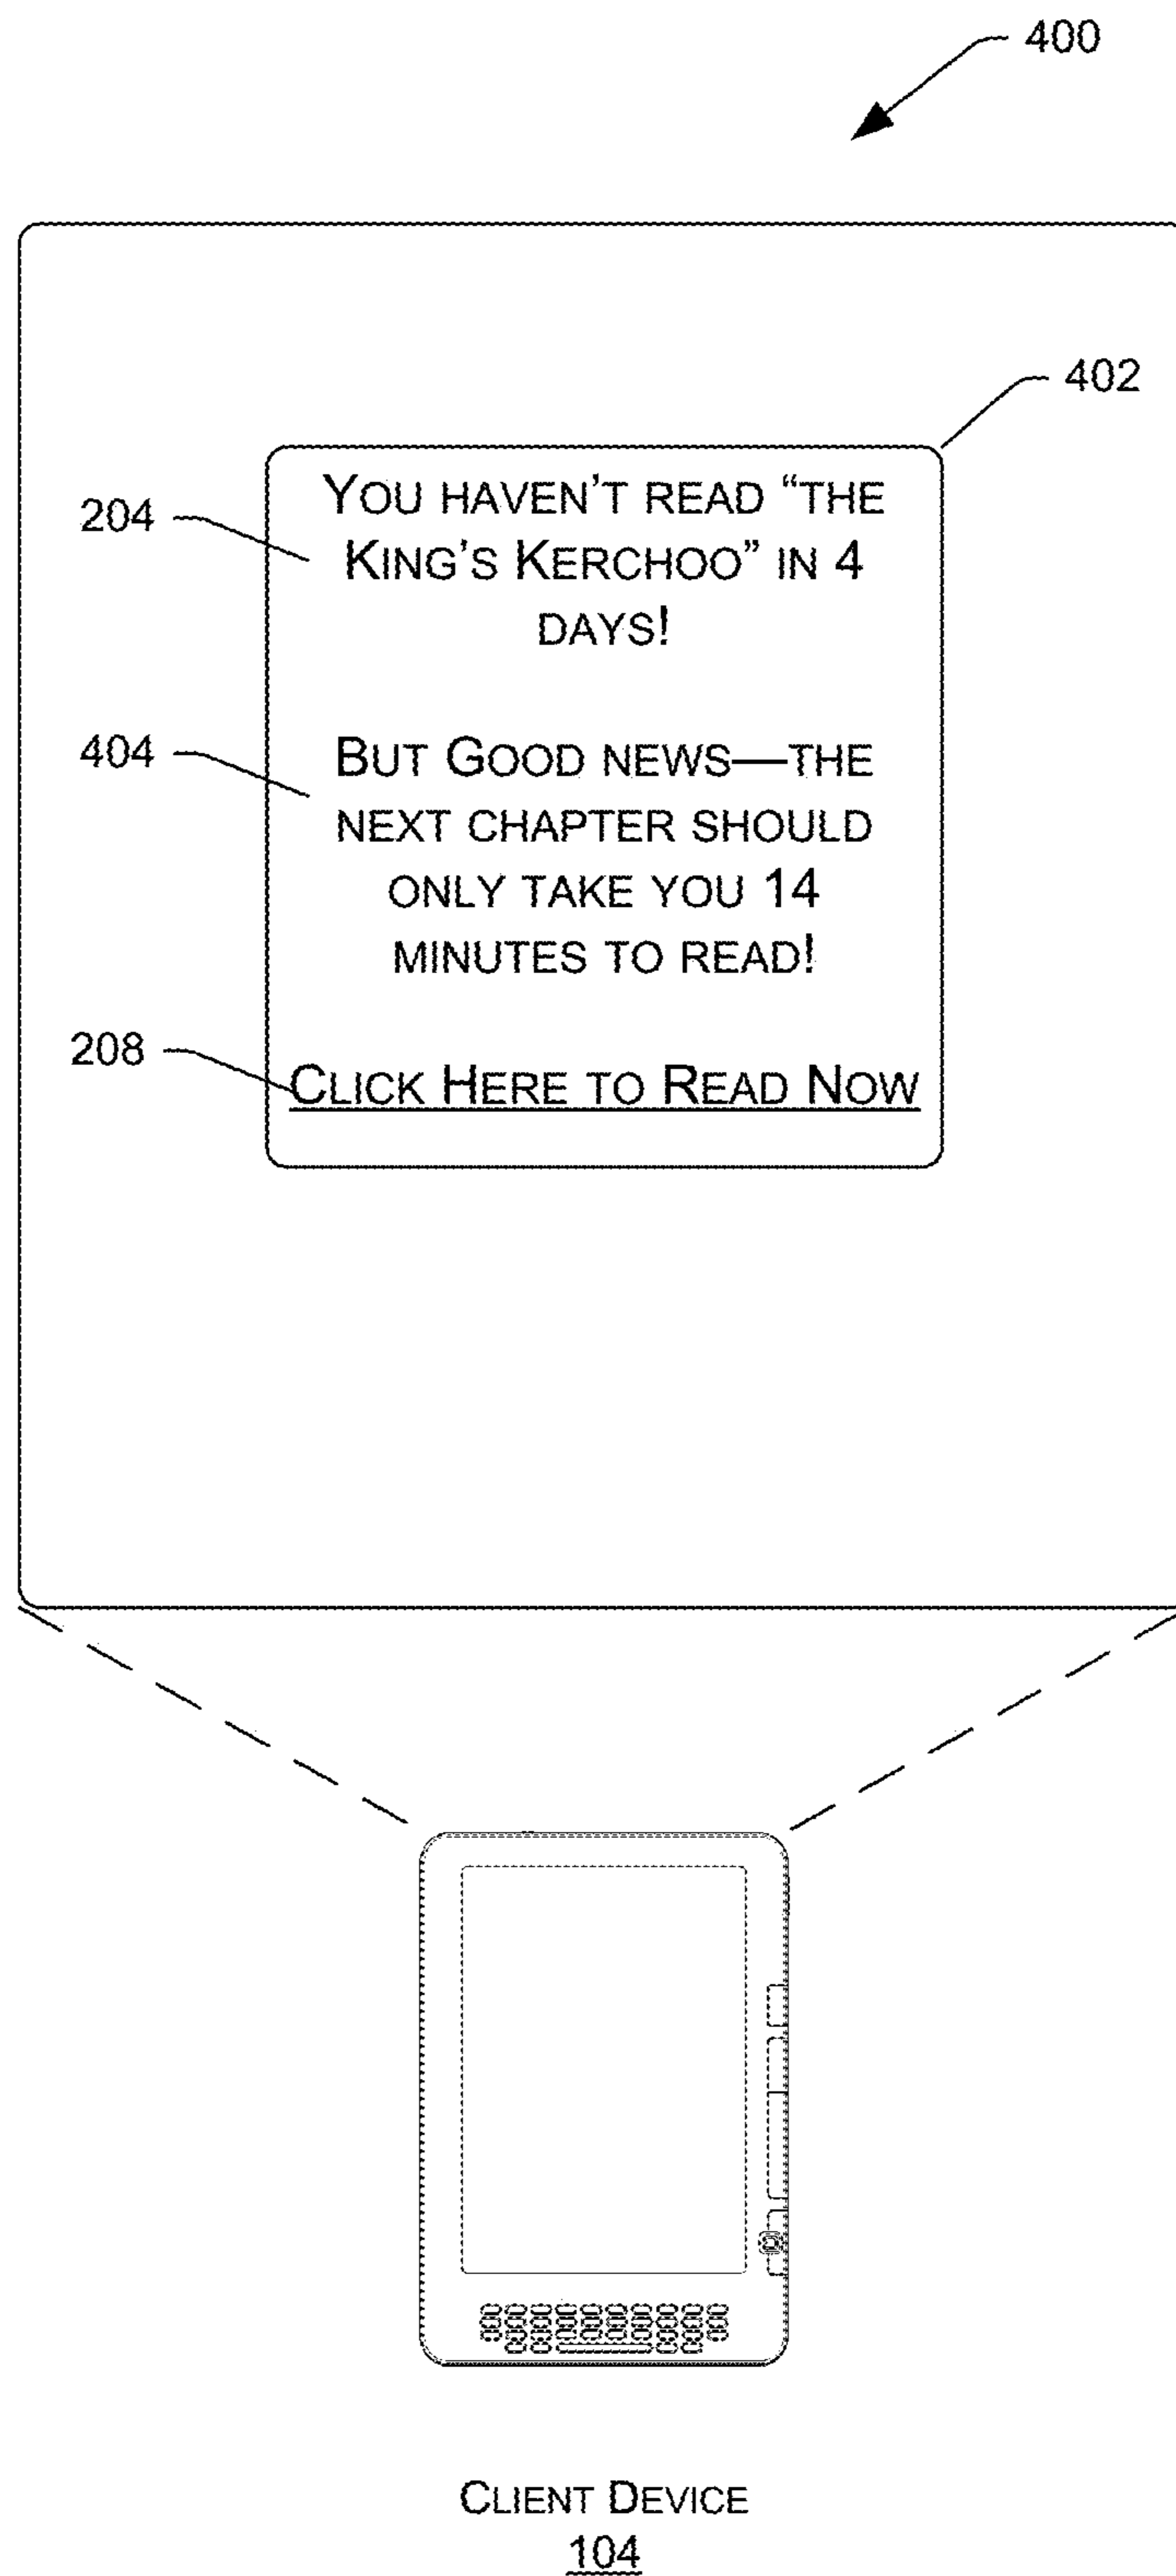 400
402
204
YOU HAVEN'T READ “THE
KING'S KERCHOO” IN 4
DAYS!
404
BUT GOOD NEWS—THE
NEXT CHAPTER SHOULD
ONLY TAKE YOU 14
MINUTES TO READ!
208
CLICK HERE TO READ NOW
CLIENT DEVICE
104